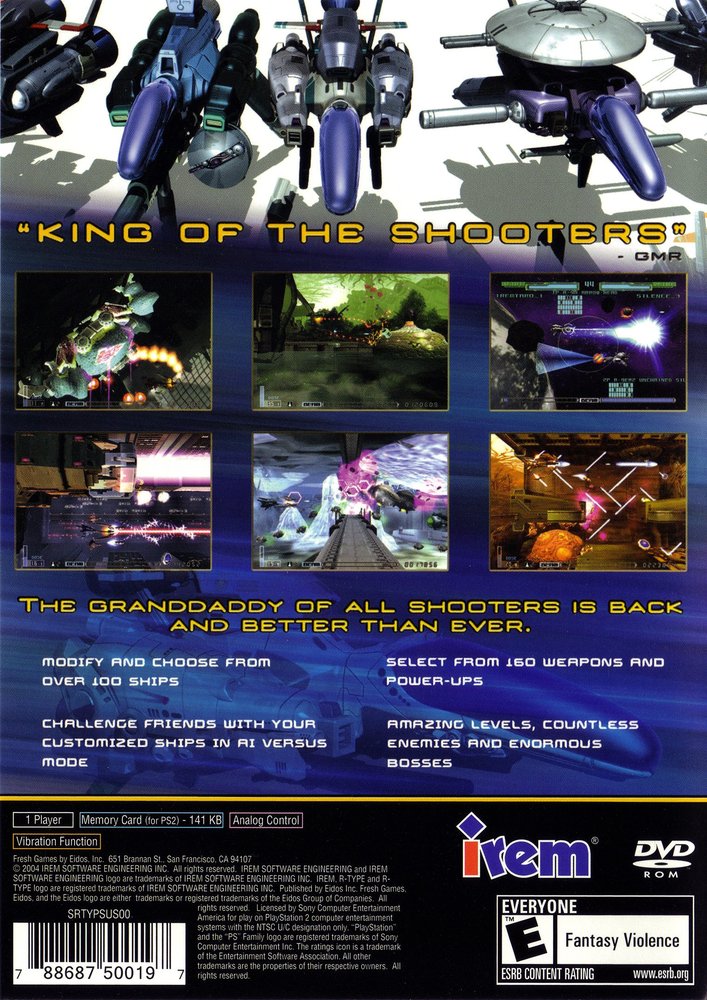 “KING OF THE SHOOTERS”
- GMR
44
SILENCE_3
0120600
0017856
THE GRANDDADDY OF ALL SHOOTERS IS BACK
AND BETTER THAN EVER.
MODIFY AND CHOOSE FROM
OVER 100 SHIPS
SELECT FROM 160 WEAPONS AND
POWER-UPS
CHALLENGE FRIENDS WITH YOUR
CUSTOMIZED SHIPS IN AI VERSUS
MODE
AMAZING LEVELS, COUNTLESS
ENEMIES AND ENORMOUS
BOSSES
1 Player
Memory Card (for PS2) - 141 KB
Analog Control
Vibration Function
Fresh Games by Eidos, Inc. 651 Brannan St., San Francisco, CA 94107
© 2004 IREM SOFTWARE ENGINEERING INC. All rights reserved. IREM SOFTWARE ENGINEERING and IREM
SOFTWARE ENGINEERING logo are trademarks of IREM SOFTWARE ENGINEERING INC. IREM, R-TYPE and R-
TYPE logo are registered trademarks of IREM SOFTWARE ENGINEERING INC. Published by Eidos Inc. Fresh Games,
Eidos, and the Eidos logo are either trademarks or registered trademarks of the Eidos Group of Companies. All
rights reserved. Licensed by Sony Computer Entertainment
America for play on PlayStation 2 computer entertainment
systems with the NTSC U/C designation only. “PlayStation”
and the “PS” Family logo are registered trademarks of Sony
Computer Entertainment Inc. The ratings icon is a trademark
of the Entertainment Software Association. All other
trademarks are the properties of their respective owners. All
rights reserved.
SRTYPSUS00
7 88687 50019 7
irem®
DVD
ROM
EVERYONE
E
Fantasy Violence
ESRB CONTENT RATING www.esrb.org